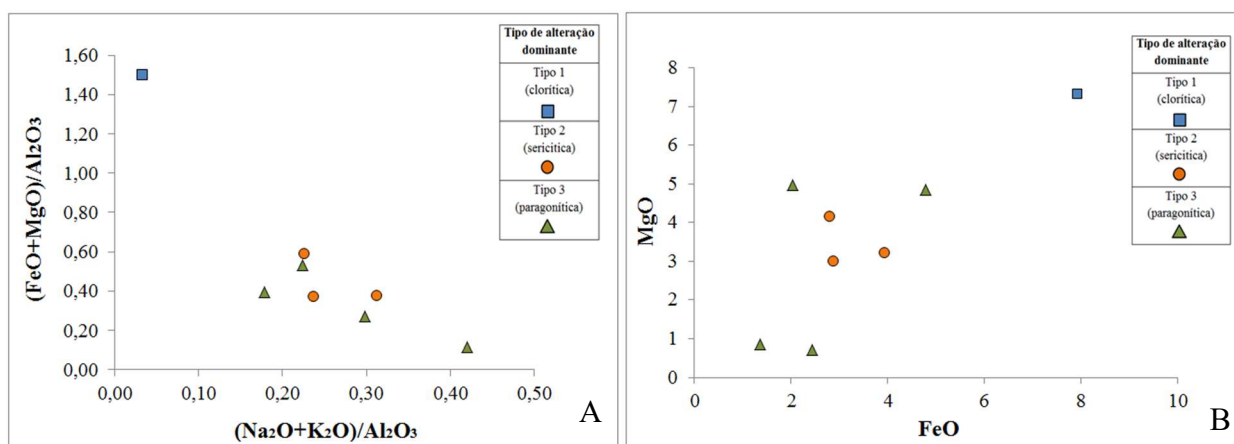 Tipo de alteração
dominante
Tipo 1
(clorítica)
Tipo 2
(sericítica)
Tipo 3
(paragonítica)
1,60
1,40
1,20
1,00
0,80
0,60
0,40
0,20
0,00
0,00 0,10 0,20 0,30 0,40 0,50
(FeO+MgO)/Al2O3
(Na2O+K2O)/Al2O3
A
Tipo de alteração
dominante
Tipo 1
(clorítica)
Tipo 2
(sericítica)
Tipo 3
(paragonítica)
8
7
6
5
4
3
2
1
0
0 2 4 6 8 10
MgO
FeO
B